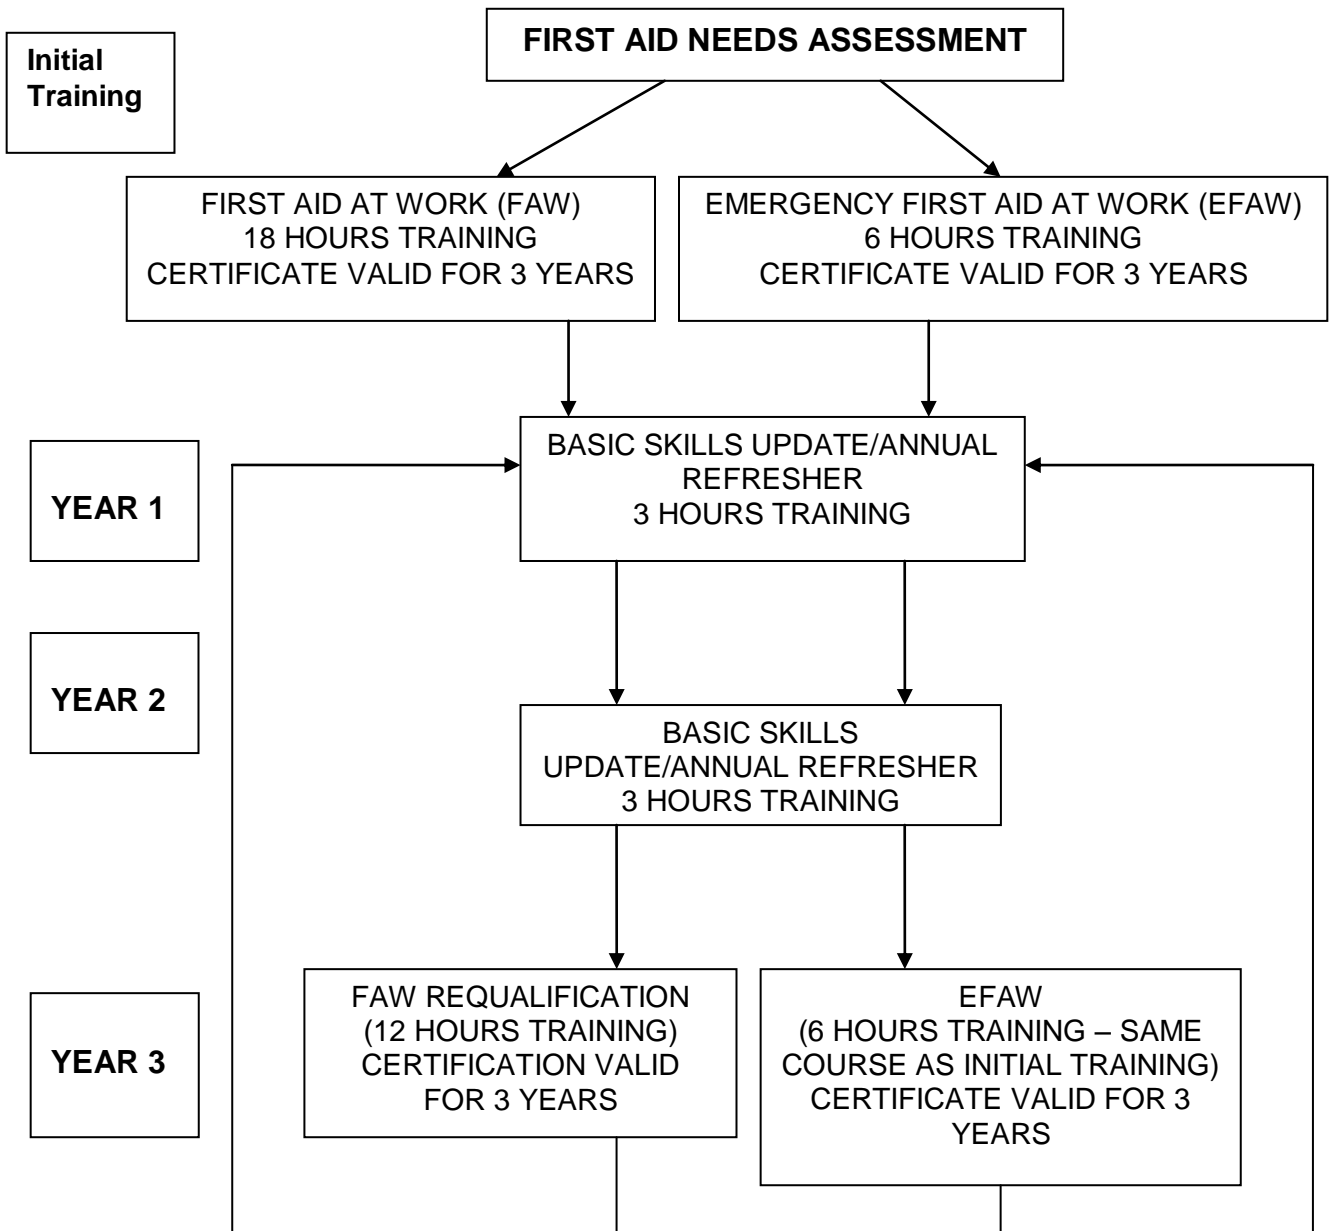 FIRST AID NEEDS ASSESSMENT
Initial
Training
FIRST AID AT WORK (FAW)
18 HOURS TRAINING
CERTIFICATE VALID FOR 3 YEARS
EMERGENCY FIRST AID AT WORK (EFAW)
6 HOURS TRAINING
CERTIFICATE VALID FOR 3 YEARS
YEAR 1
BASIC SKILLS UPDATE/ANNUAL
REFRESHER
3 HOURS TRAINING
YEAR 2
BASIC SKILLS
UPDATE/ANNUAL REFRESHER
3 HOURS TRAINING
YEAR 3
FAW REQUALIFICATION
(12 HOURS TRAINING)
CERTIFICATION VALID
FOR 3 YEARS
EFAW
(6 HOURS TRAINING – SAME
COURSE AS INITIAL TRAINING)
CERTIFICATE VALID FOR 3
YEARS